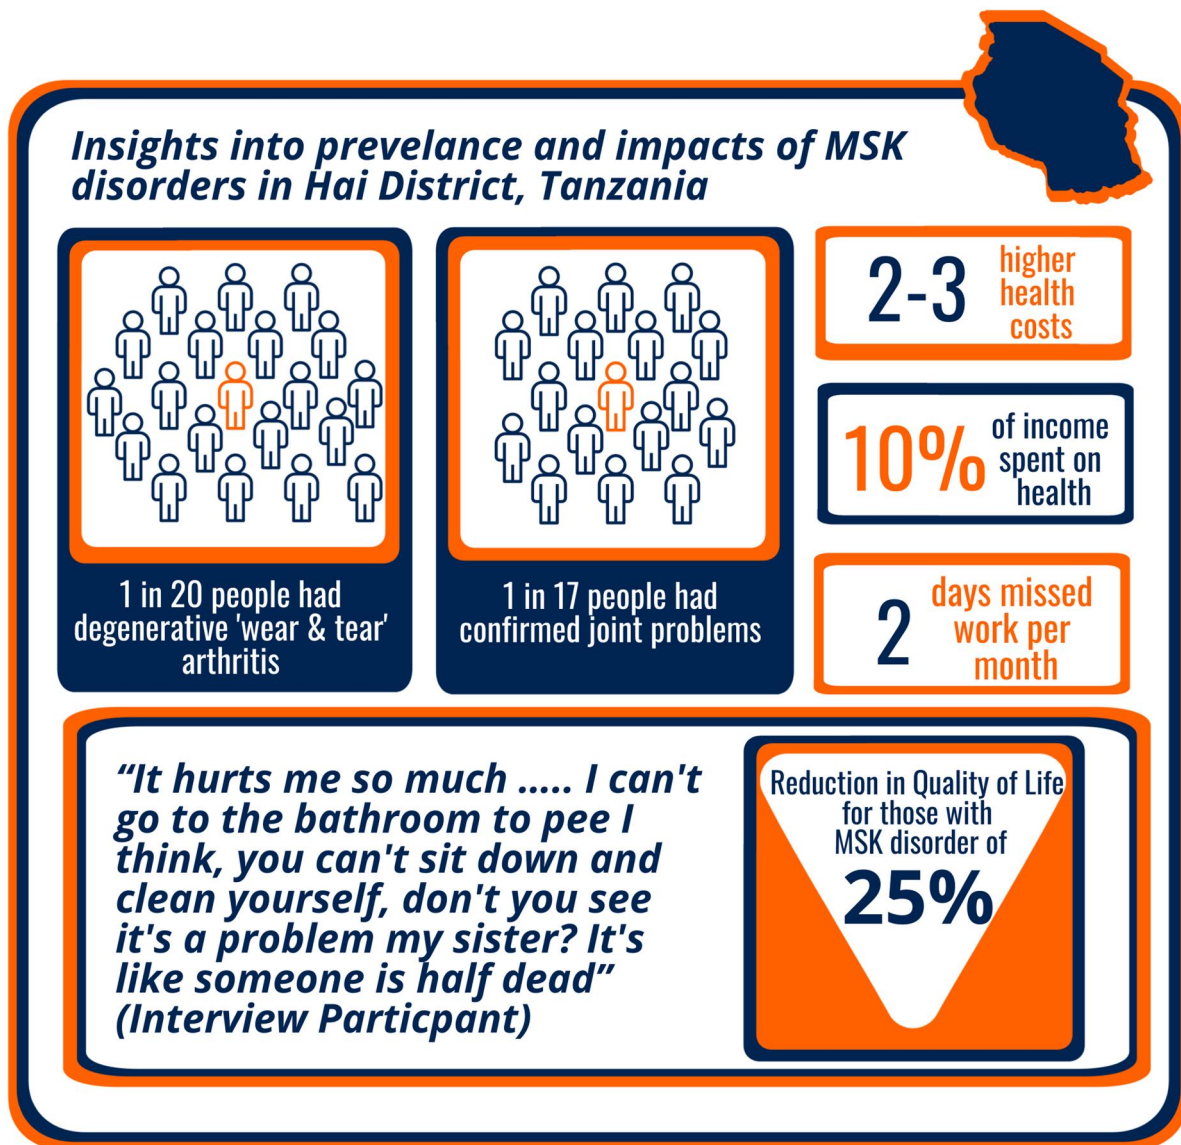 Insights into prevelance and impacts of MSK
disorders in Hai District, Tanzania
1 in 20 people had
degenerative 'wear & tear'
arthritis
1 in 17 people had
confirmed joint problems
2-3
higher
health
costs
10%
of income
spent on
health
2
days missed
work per
month
“It hurts me so much ..... I can't
go to the bathroom to pee I
think, you can't sit down and
clean yourself, don't you see
it's a problem my sister? It's
like someone is half dead”
(Interview Particpant)
Reduction in Quality of Life
for those with
MSK disorder of
25%